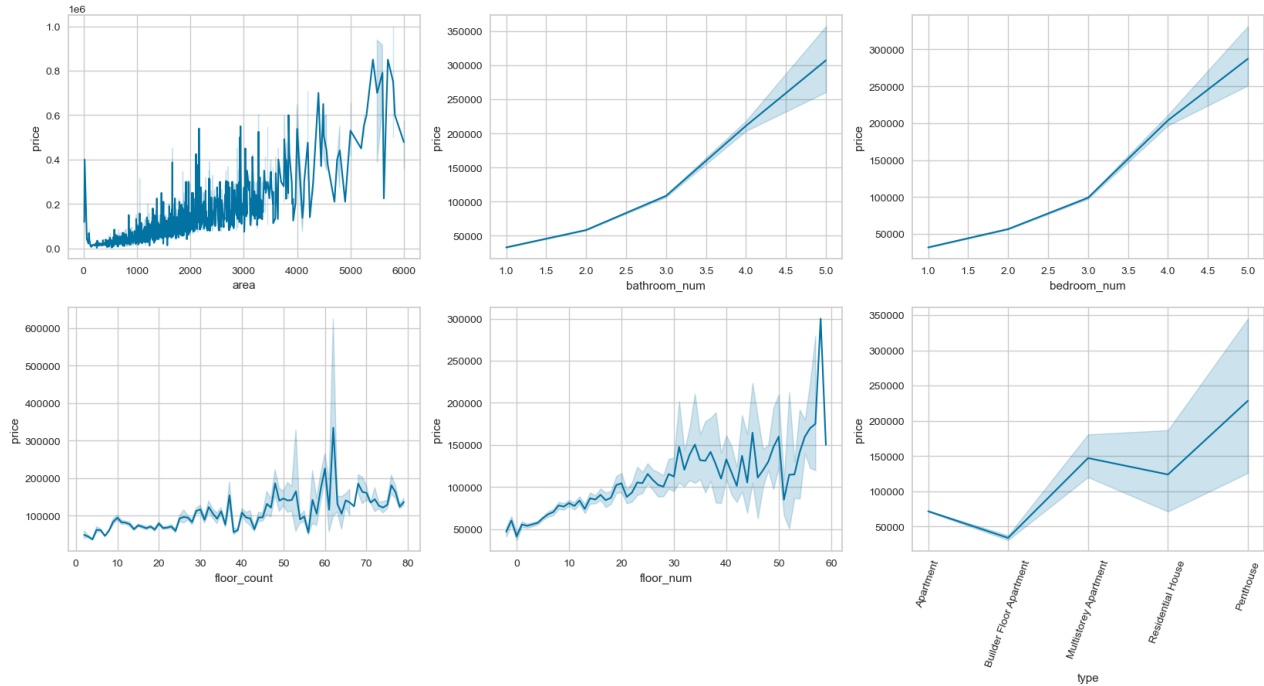 1e6
1.0
0.8
0.6
0.4
0.2
0.0
price
0 1000 2000 3000 4000 5000 6000
area
350000
300000
250000
200000
150000
100000
50000
price
1.0 1.5 2.0 2.5 3.0 3.5 4.0 4.5 5.0
bathroom_num
300000
250000
200000
150000
100000
50000
price
1.0 1.5 2.0 2.5 3.0 3.5 4.0 4.5 5.0
bedroom_num
600000
500000
400000
300000
200000
100000
price
0 10 20 30 40 50 60 70 80
floor_count
300000
250000
200000
150000
100000
50000
price
0 10 20 30 40 50 60
floor_num
350000
300000
250000
200000
150000
100000
50000
price
Apartment
Builder Floor Apartment
Multistorey Apartment
Residential House
Penthouse
type